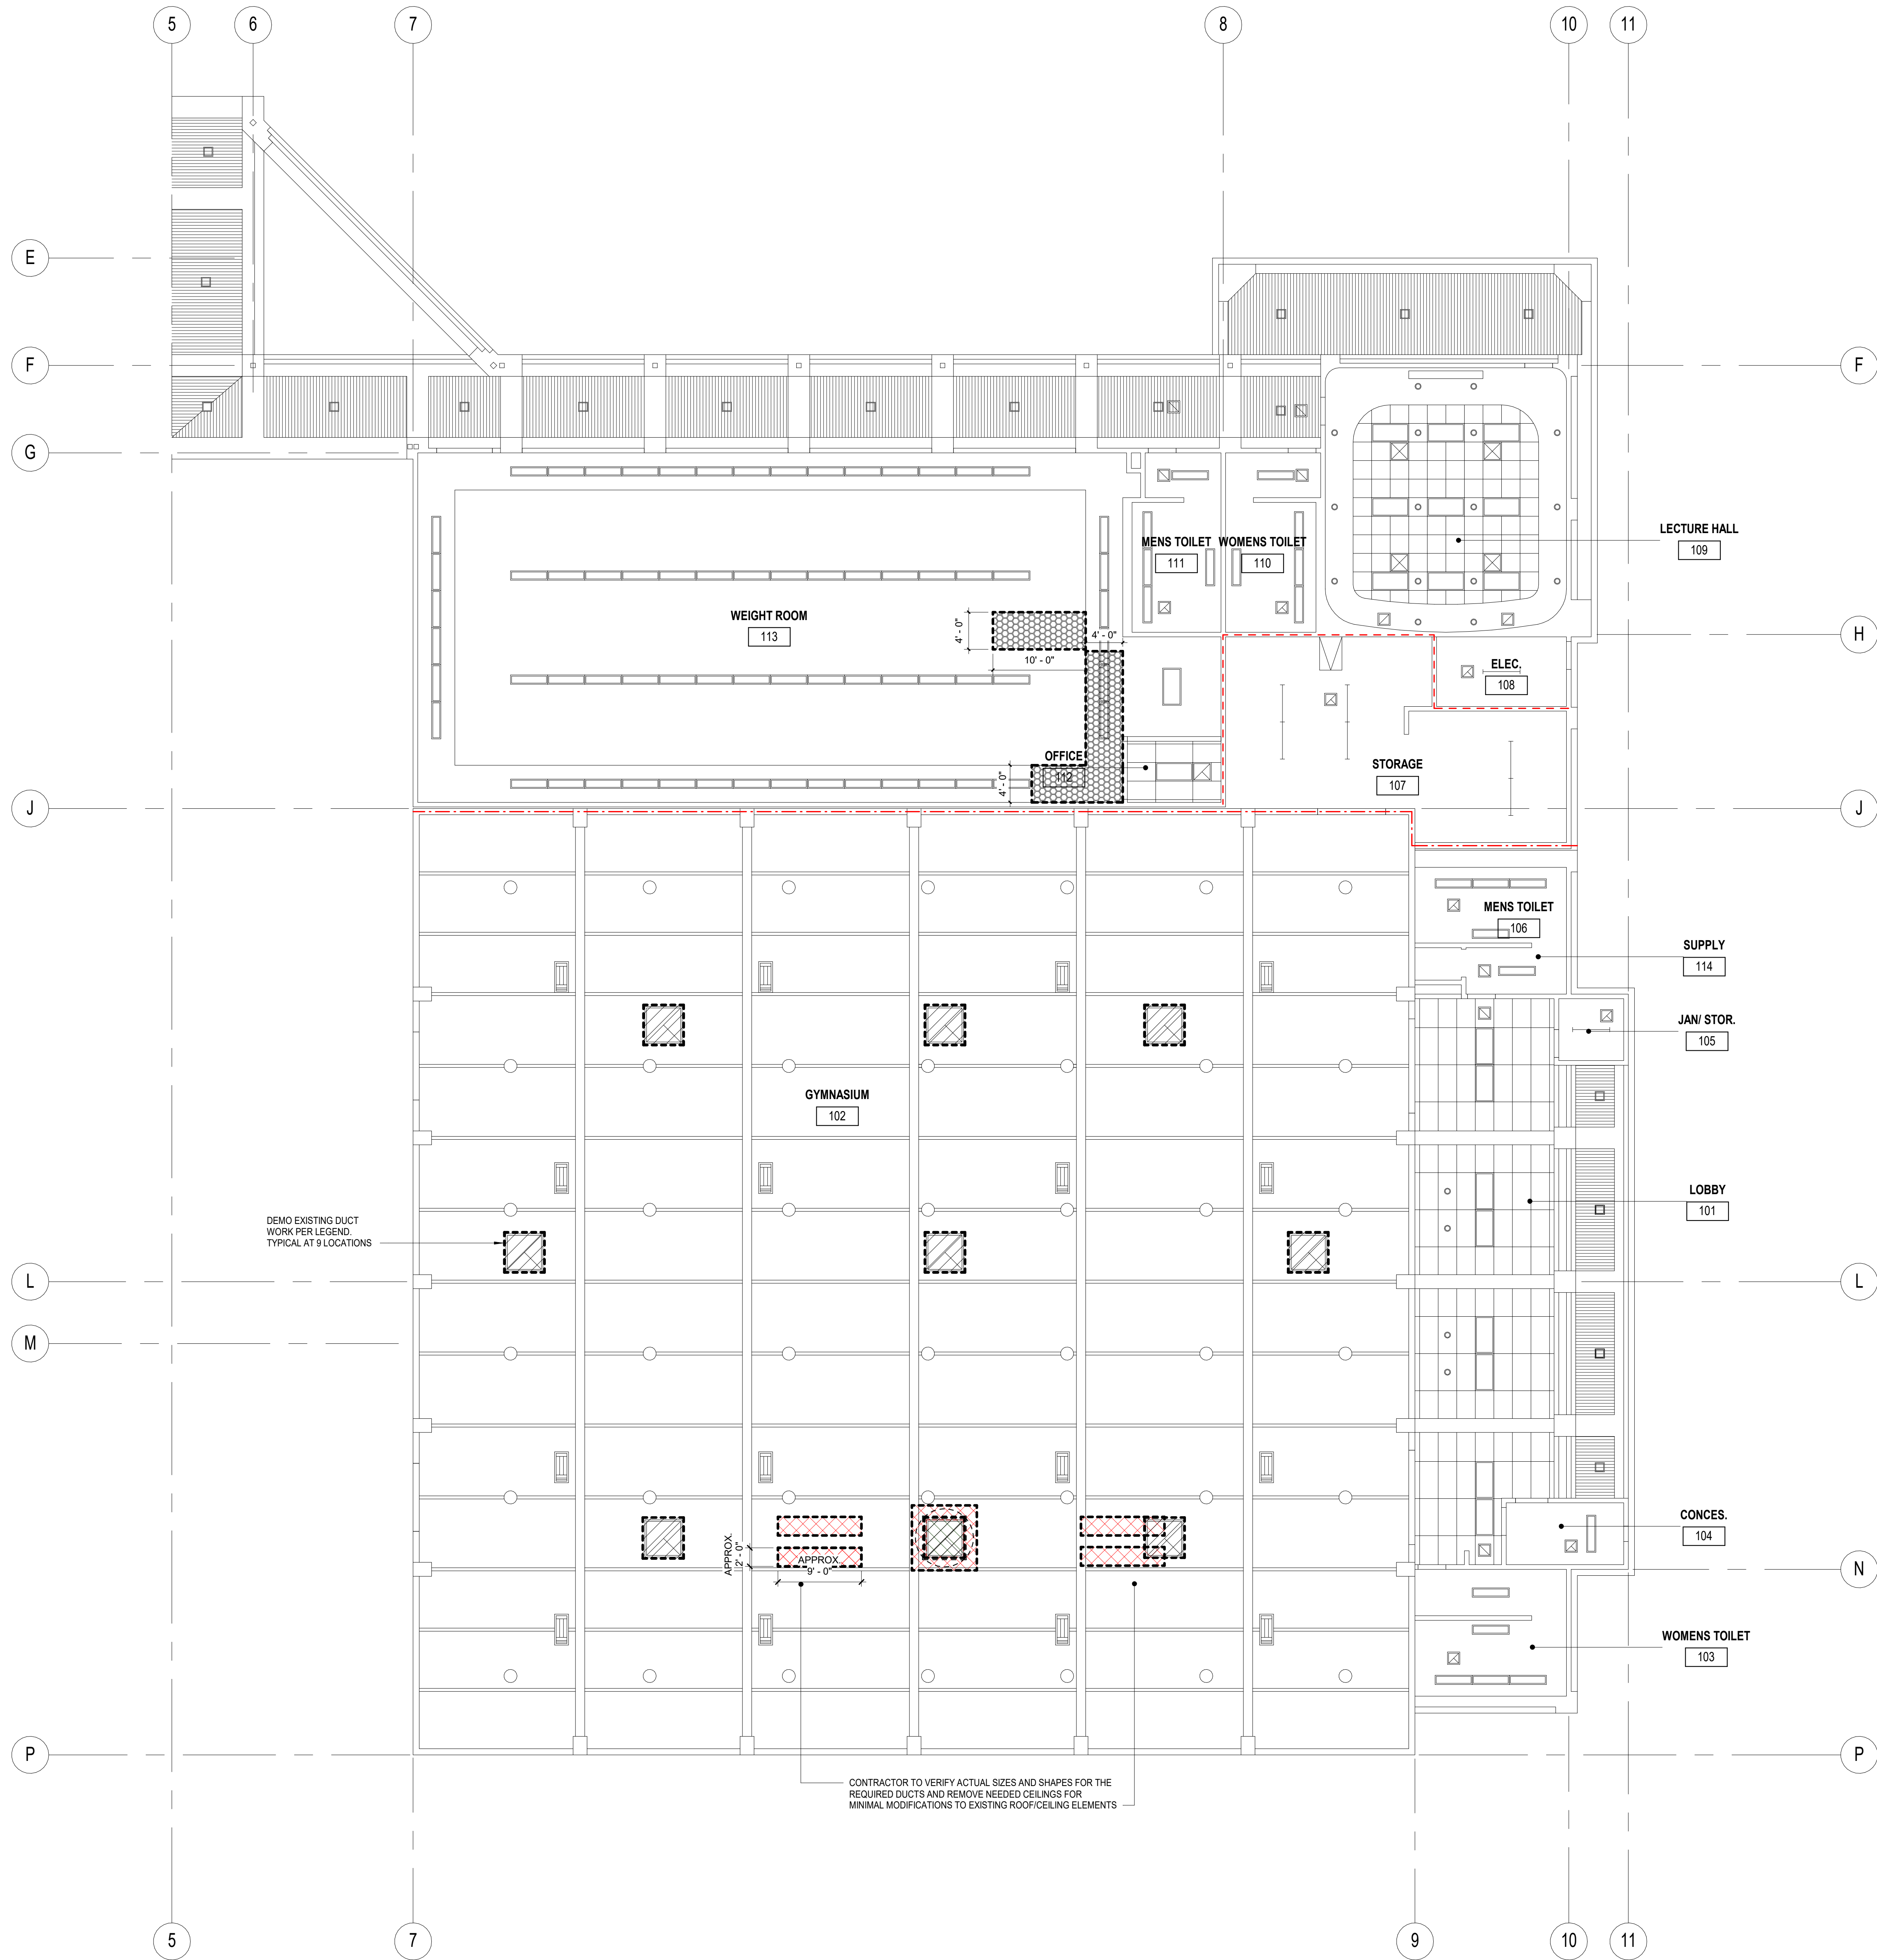 5
6
7
8
10
11
E
F
F
G
LECTURE HALL
109
MENS TOILET
111
WOMENS TOILET
110
WEIGHT ROOM
113
4' - 0"
4' - 0"
10' - 0"
H
ELEC.
108
OFFICE
112
4' - 0"
STORAGE
107
J
J
MENS TOILET
106
SUPPLY
114
JAN/ STOR.
105
GYMNASIUM
102
LOBBY
101
DEMO EXISTING DUCT
WORK PER LEGEND.
TYPICAL AT 9 LOCATIONS
L
L
M
CONCES.
104
APPROX.
2' - 0"
APPROX.
9' - 0"
N
WOMENS TOILET
103
P
P
CONTRACTOR TO VERIFY ACTUAL SIZES AND SHAPES FOR THE
REQUIRED DUCTS AND REMOVE NEEDED CEILINGS FOR
MINIMAL MODIFICATIONS TO EXISTING ROOF/CEILING ELEMENTS
5
7
9
10
11